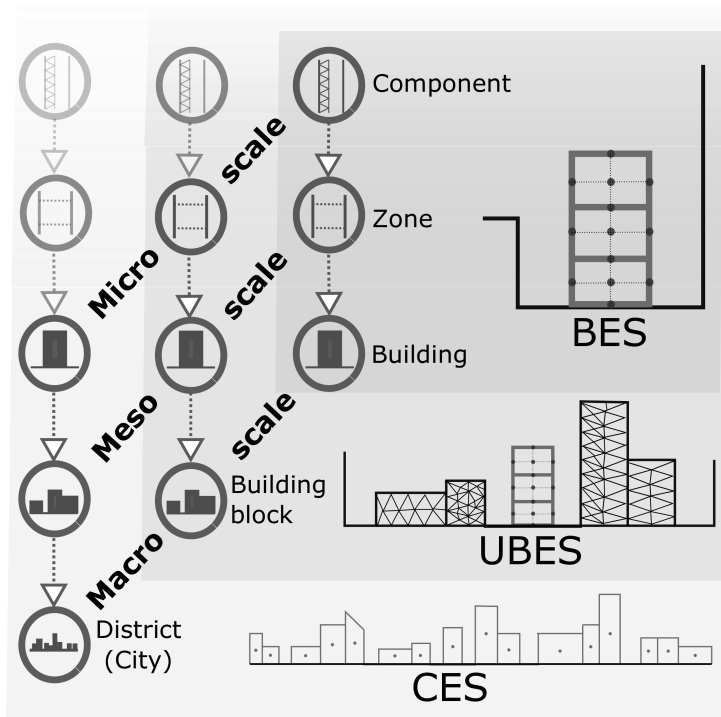 Component
Micro scale
Zone
BES
Meso scale
Building
Macro scale
Building
block
UBES
District
(City)
CES